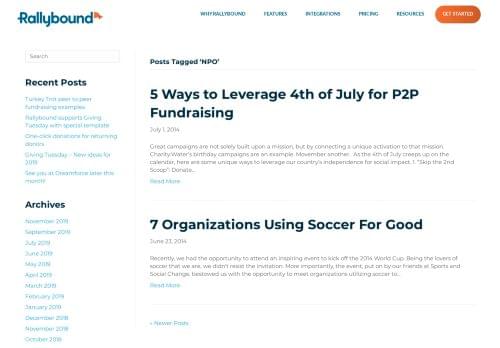 Rallybound
WHY RALLYBOUND
FEATURES
INTEGRATIONS
PRICING
RESOURCES
GET STARTED
Search
Recent Posts
Turkey Trot peer to peer
fundraising examples
Rallybound supports Giving
Tuesday with special template
One-click donations for returning
donors
Giving Tuesday – New ideas for
2019
See you at Dreamforce later this
month!
Archives
November 2019
September 2019
July 2019
June 2019
May 2019
April 2019
March 2019
February 2019
January 2019
December 2018
November 2018
October 2018
Posts Tagged ‘NPO’
5 Ways to Leverage 4th of July for P2P
Fundraising
July 1, 2014
Great campaigns are not solely built upon a mission, but by connecting a unique activation to that mission.
Charity:Water's birthday campaigns are an example. Movember another. As the 4th of July creeps up on the
calendar, here are some unique ways to leverage our country's independence for social impact. 1. "Skip the 2nd
Scoop": Donate...
Read More
7 Organizations Using Soccer For Good
June 23, 2014
Recently, we had the opportunity to attend an inspiring event to kick off the 2014 World Cup. Being the lovers of
soccer that we are, we didn't resist the invitation. More importantly, the event, put on by our friends at Sports and
Social Change, bestowed us with the opportunity to meet organizations utilizing soccer to...
Read More
« Newer Posts